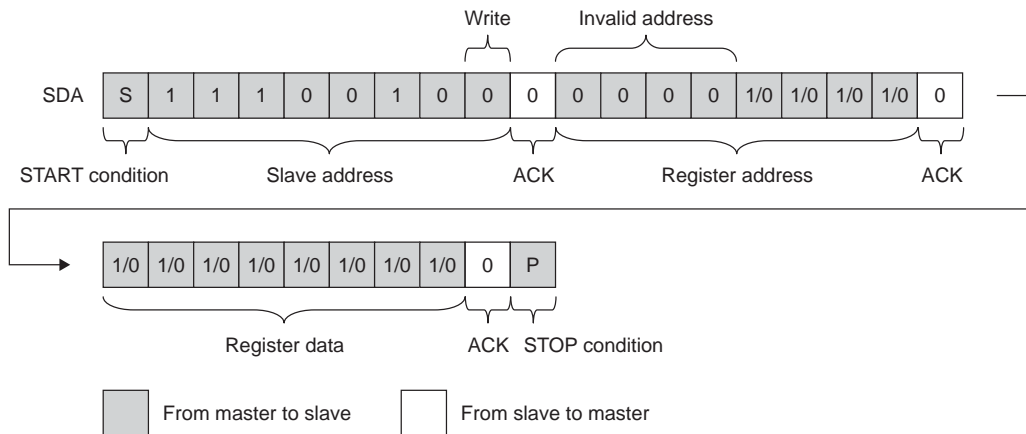 Write Invalid address
SDA S 1 1 1 0 0 1 0 0 0 0 0 0 0 1/0 1/0 1/0 1/0 0
START condition Slave address ACK Register address ACK
1/0 1/0 1/0 1/0 1/0 1/0 1/0 1/0 0 P
Register data ACK STOP condition
From master to slave From slave to master